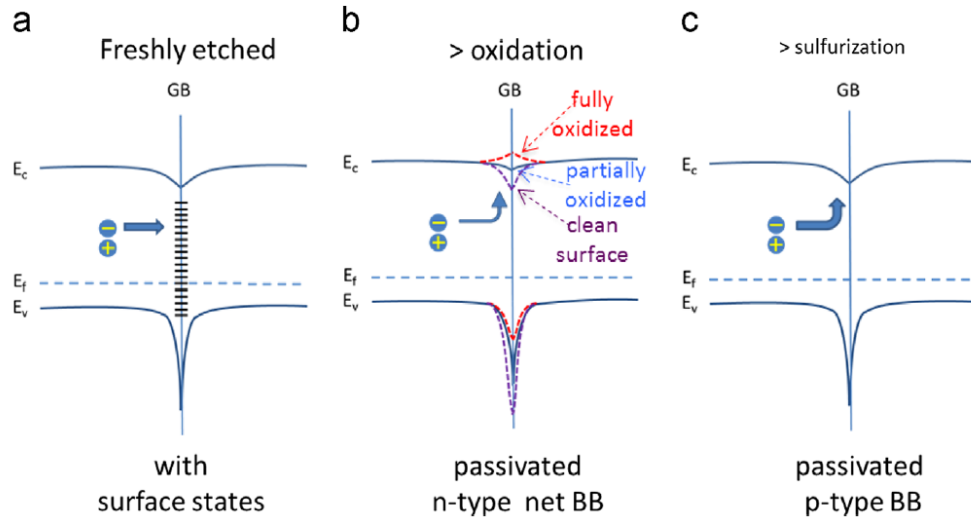 a
Freshly etched
GB
Ec
−
+
Ef
Ev
with
surface states
b
> oxidation
GB
fully
oxidized
Ec
partially
oxidized
−
+
clean
surface
Ef
Ev
passivated
n-type net BB
c
> sulfurization
GB
Ec
−
+
Ef
Ev
passivated
p-type BB